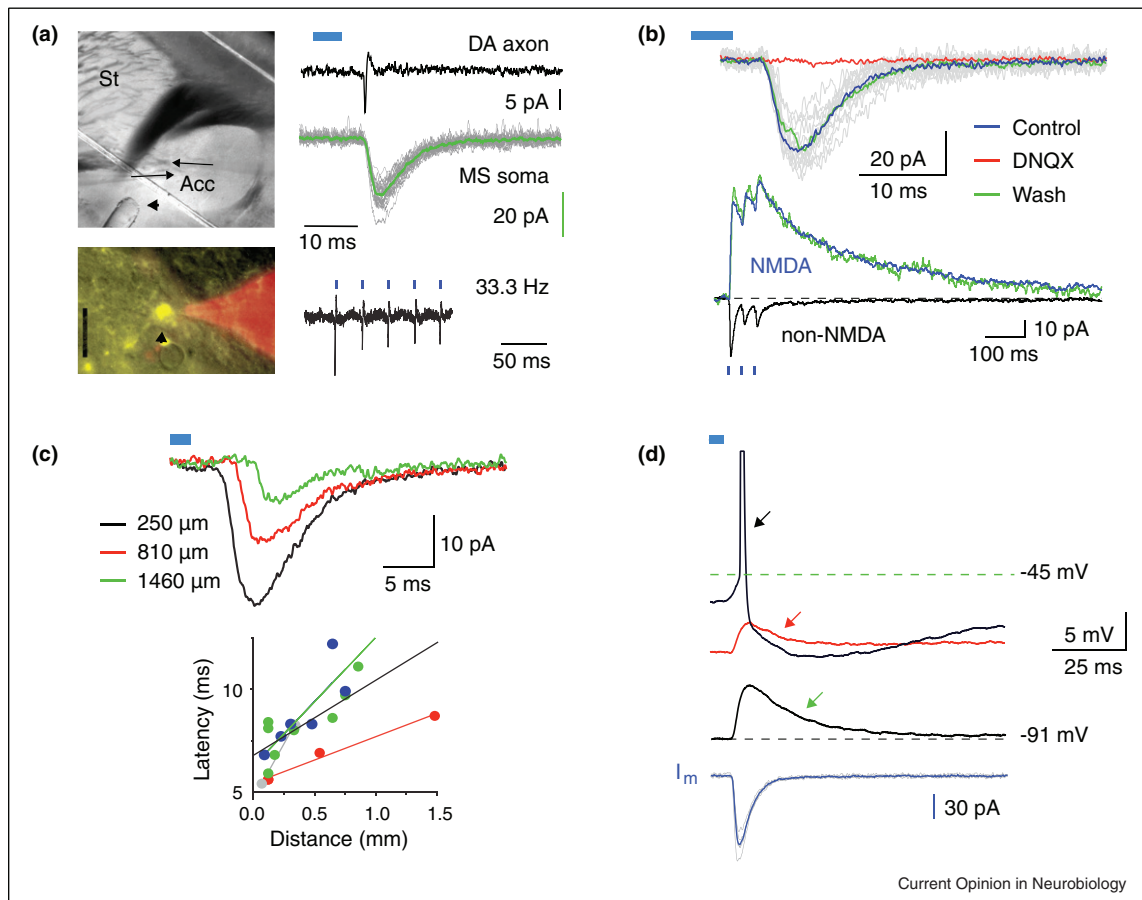 (a)
St
Acc
DA axon
5 pA
MS soma
20 pA
10 ms
33.3 Hz
50 ms
(b)
Control
DNQX
Wash
20 pA
10 ms
NMDA
non-NMDA
10 pA
100 ms
(c)
250 µm
810 µm
1460 µm
10 pA
5 ms
Latency (ms)
10
5
0
0.5
1.0
1.5
Distance (mm)
(d)
-45 mV
5 mV
25 ms
-91 mV
Im
30 pA
Current Opinion in Neurobiology